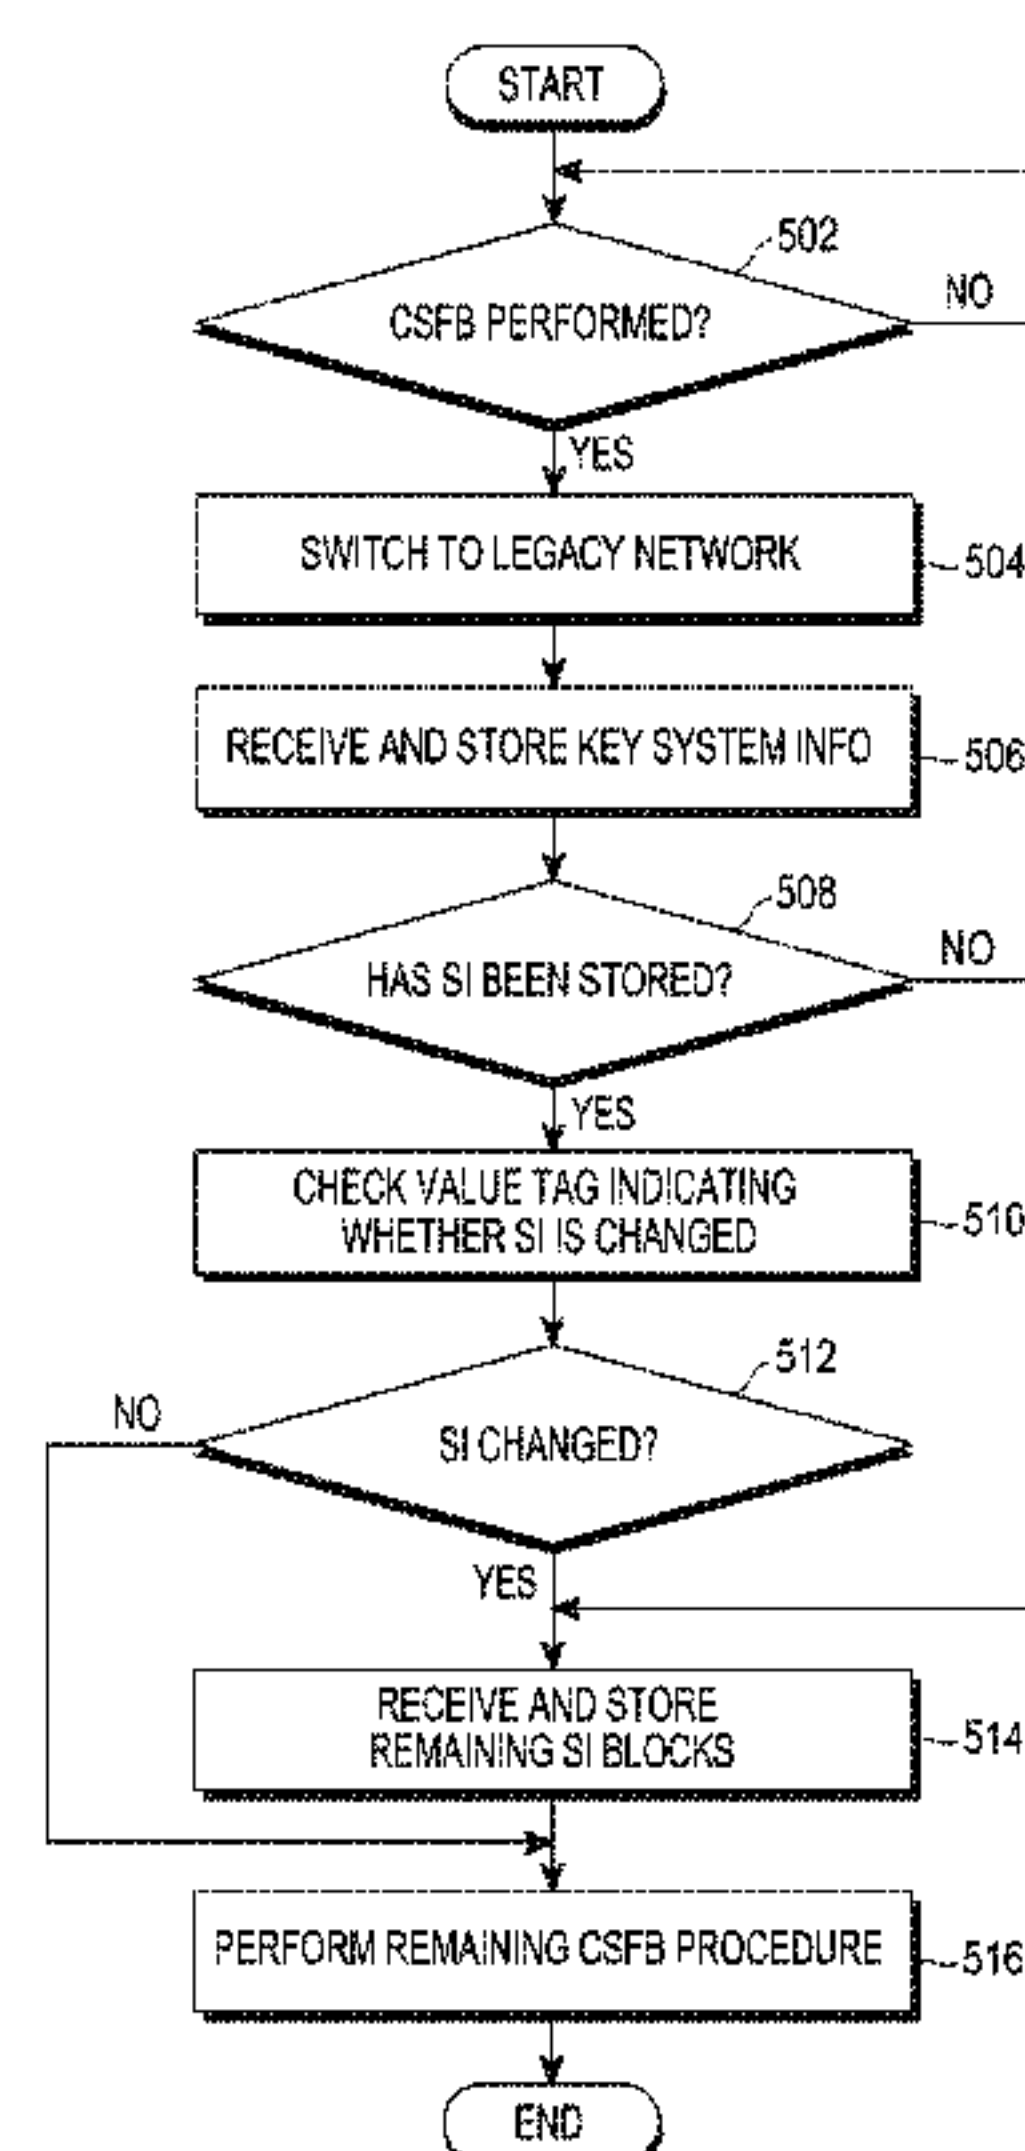 START
502
CSFB PERFORMED?
NO
YES
SWITCH TO LEGACY NETWORK
504
RECEIVE AND STORE KEY SYSTEM INFO
506
508
HAS SI BEEN STORED?
NO
YES
CHECK VALUE TAG INDICATING
WHETHER SI IS CHANGED
510
512
NO
SI CHANGED?
YES
RECEIVE AND STORE
REMAINING SI BLOCKS
514
PERFORM REMAINING CSFB PROCEDURE
516
END